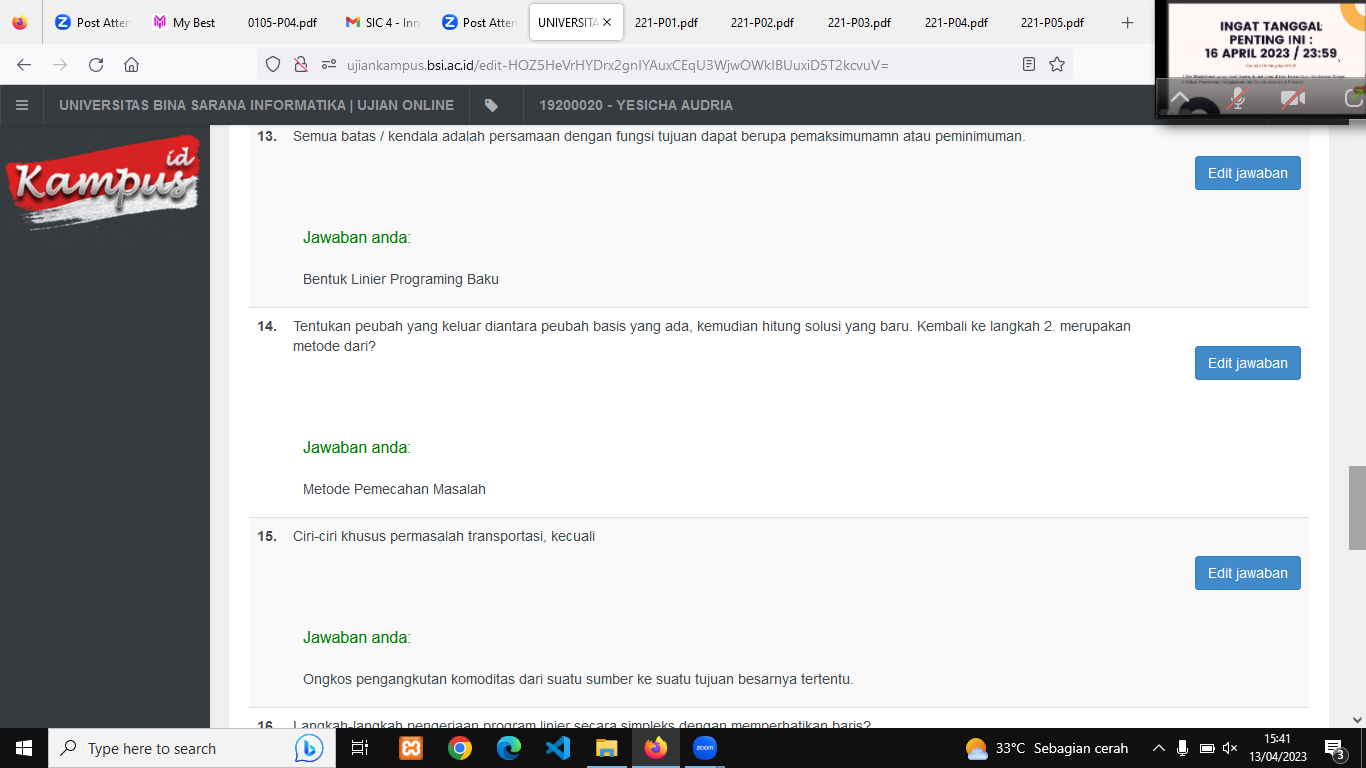 Post Atten
My Best
0105-P04.pdf
SIC 4 - Inn
Post Atten
UNIVERSITA
221-P01.pdf
221-P02.pdf
221-P03.pdf
221-P04.pdf
221-P05.pdf
INGAT TANGGAL
PENTING INI :
16 APRIL 2023 / 23:59
ujiankampus.bsi.ac.id/edit-HOZ5HeVrHYDrx2gnIYAuxCEqU3WjwOWkIBUuxiD5T2kcvuV=
UNIVERSITAS BINA SARANA INFORMATIKA | UJIAN ONLINE
19200020 - YESICHA AUDRIA
Kampus id
13. Semua batas / kendala adalah persamaan dengan fungsi tujuan dapat berupa pemaksimumamn atau peminimuman.
Edit jawaban
Jawaban anda:
Bentuk Linier Programing Baku
14. Tentukan peubah yang keluar diantara peubah basis yang ada, kemudian hitung solusi yang baru. Kembali ke langkah 2. merupakan
metode dari?
Edit jawaban
Jawaban anda:
Metode Pemecahan Masalah
15. Ciri-ciri khusus permasalah transportasi, kecuali
Edit jawaban
Jawaban anda:
Ongkos pengangkutan komoditas dari suatu sumber ke suatu tujuan besarnya tertentu.
16. Langkah-langkah pengerjaan program linier secara simpleks dengan memperhatikan baris?
Type here to search
zoom
33°C Sebagian cerah
15:41
13/04/2023
3